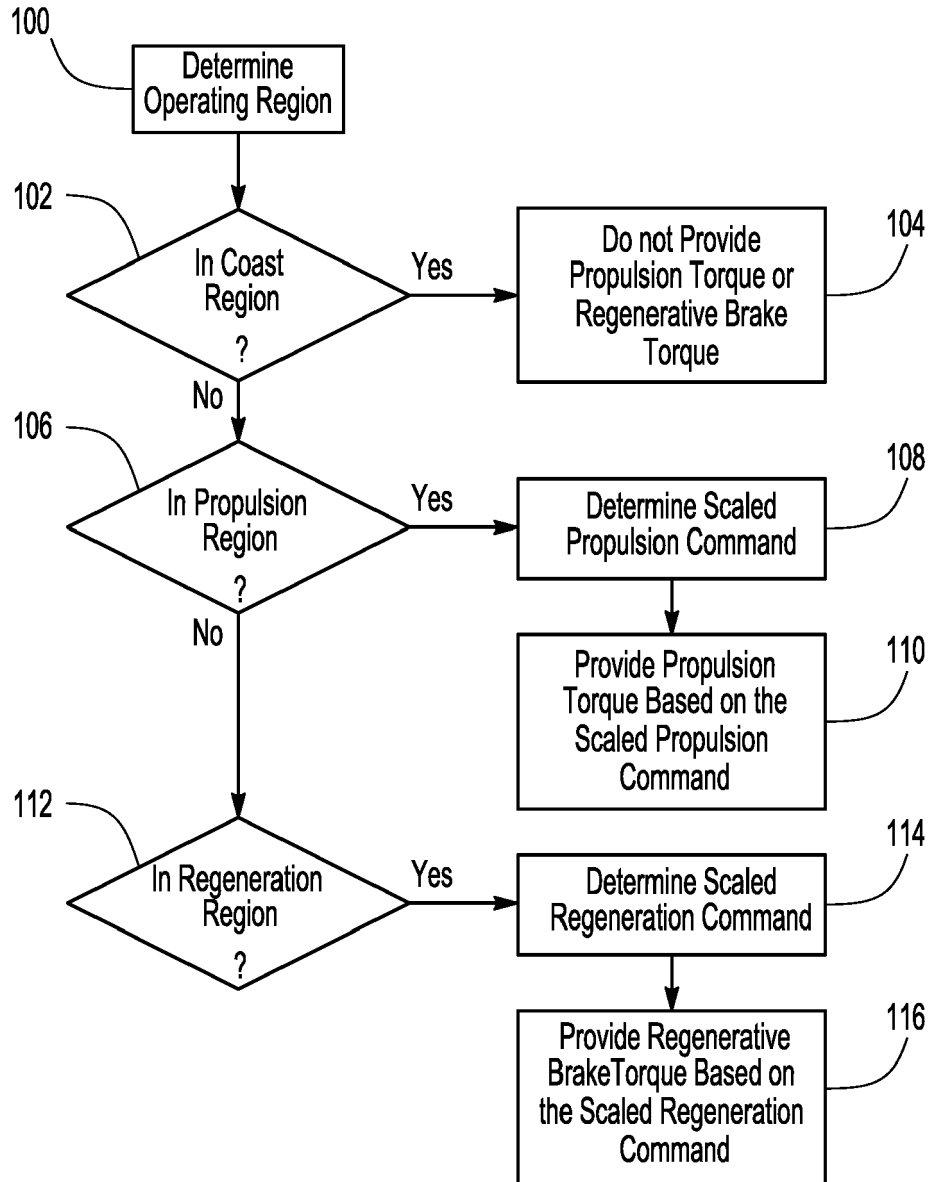 100
Determine
Operating Region
102
In Coast
Region
?
Yes
Do not Provide
Propulsion Torque or
Regenerative Brake
Torque
104
No
106
In Propulsion
Region
?
Yes
Determine Scaled
Propulsion Command
108
No
Provide Propulsion
Torque Based on the
Scaled Propulsion
Command
110
112
In Regeneration
Region
?
Yes
Determine Scaled
Regeneration Command
114
Provide Regenerative
BrakeTorque Based on
the Scaled Regeneration
Command
116